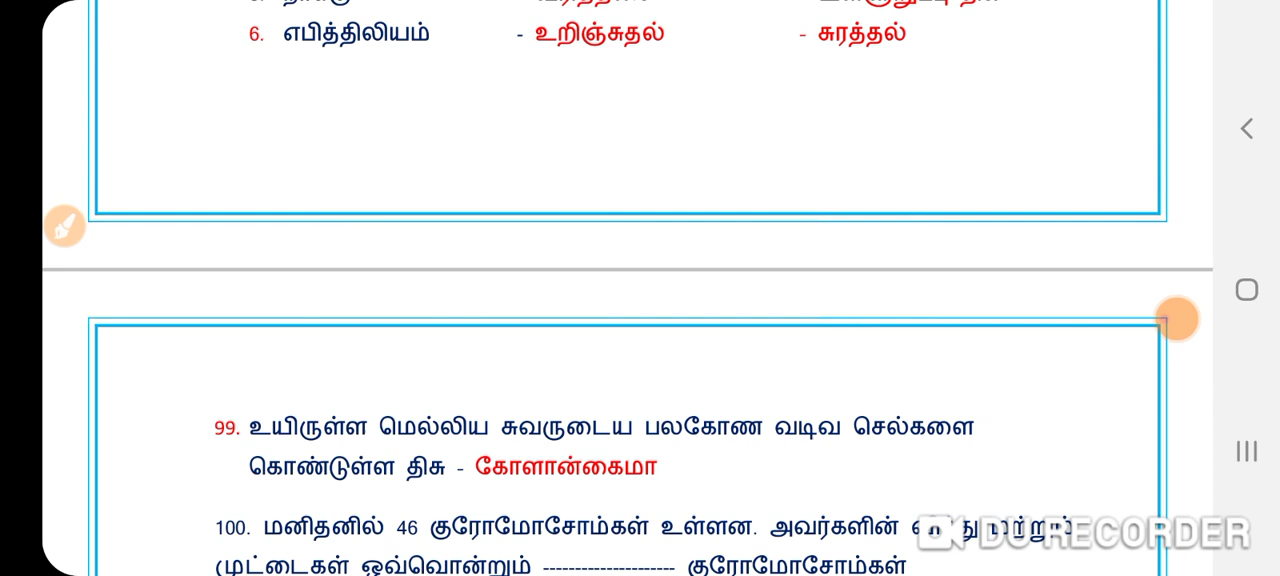 6. எபித்திலியம் - உறிஞ்சுதல் - சுரத்தல்
99. உயிருள்ள மெல்லிய சுவருடைய பலகோண வடிவ செல்களை
கொண்டுள்ள திசு - கோளான்கைமா
100. மனிதனில் 46 குரோமோசோம்கள் உள்ளன. அவர்களின்
முட்டைகள் ஒவ்வொன்றும் --------------------- குரோமோசோம்கள்
DU RECORDER